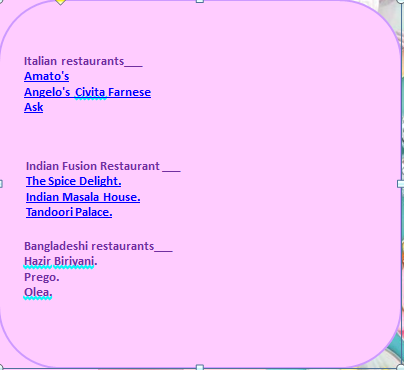 Italian restaurants___
Amato's
Angelo's Civita Farnese
Ask
Indian Fusion Restaurant ___
The Spice Delight.
Indian Masala House.
Tandoori Palace.
Bangladeshi restaurants___
Hazir Biriyani.
Prego.
Olea.